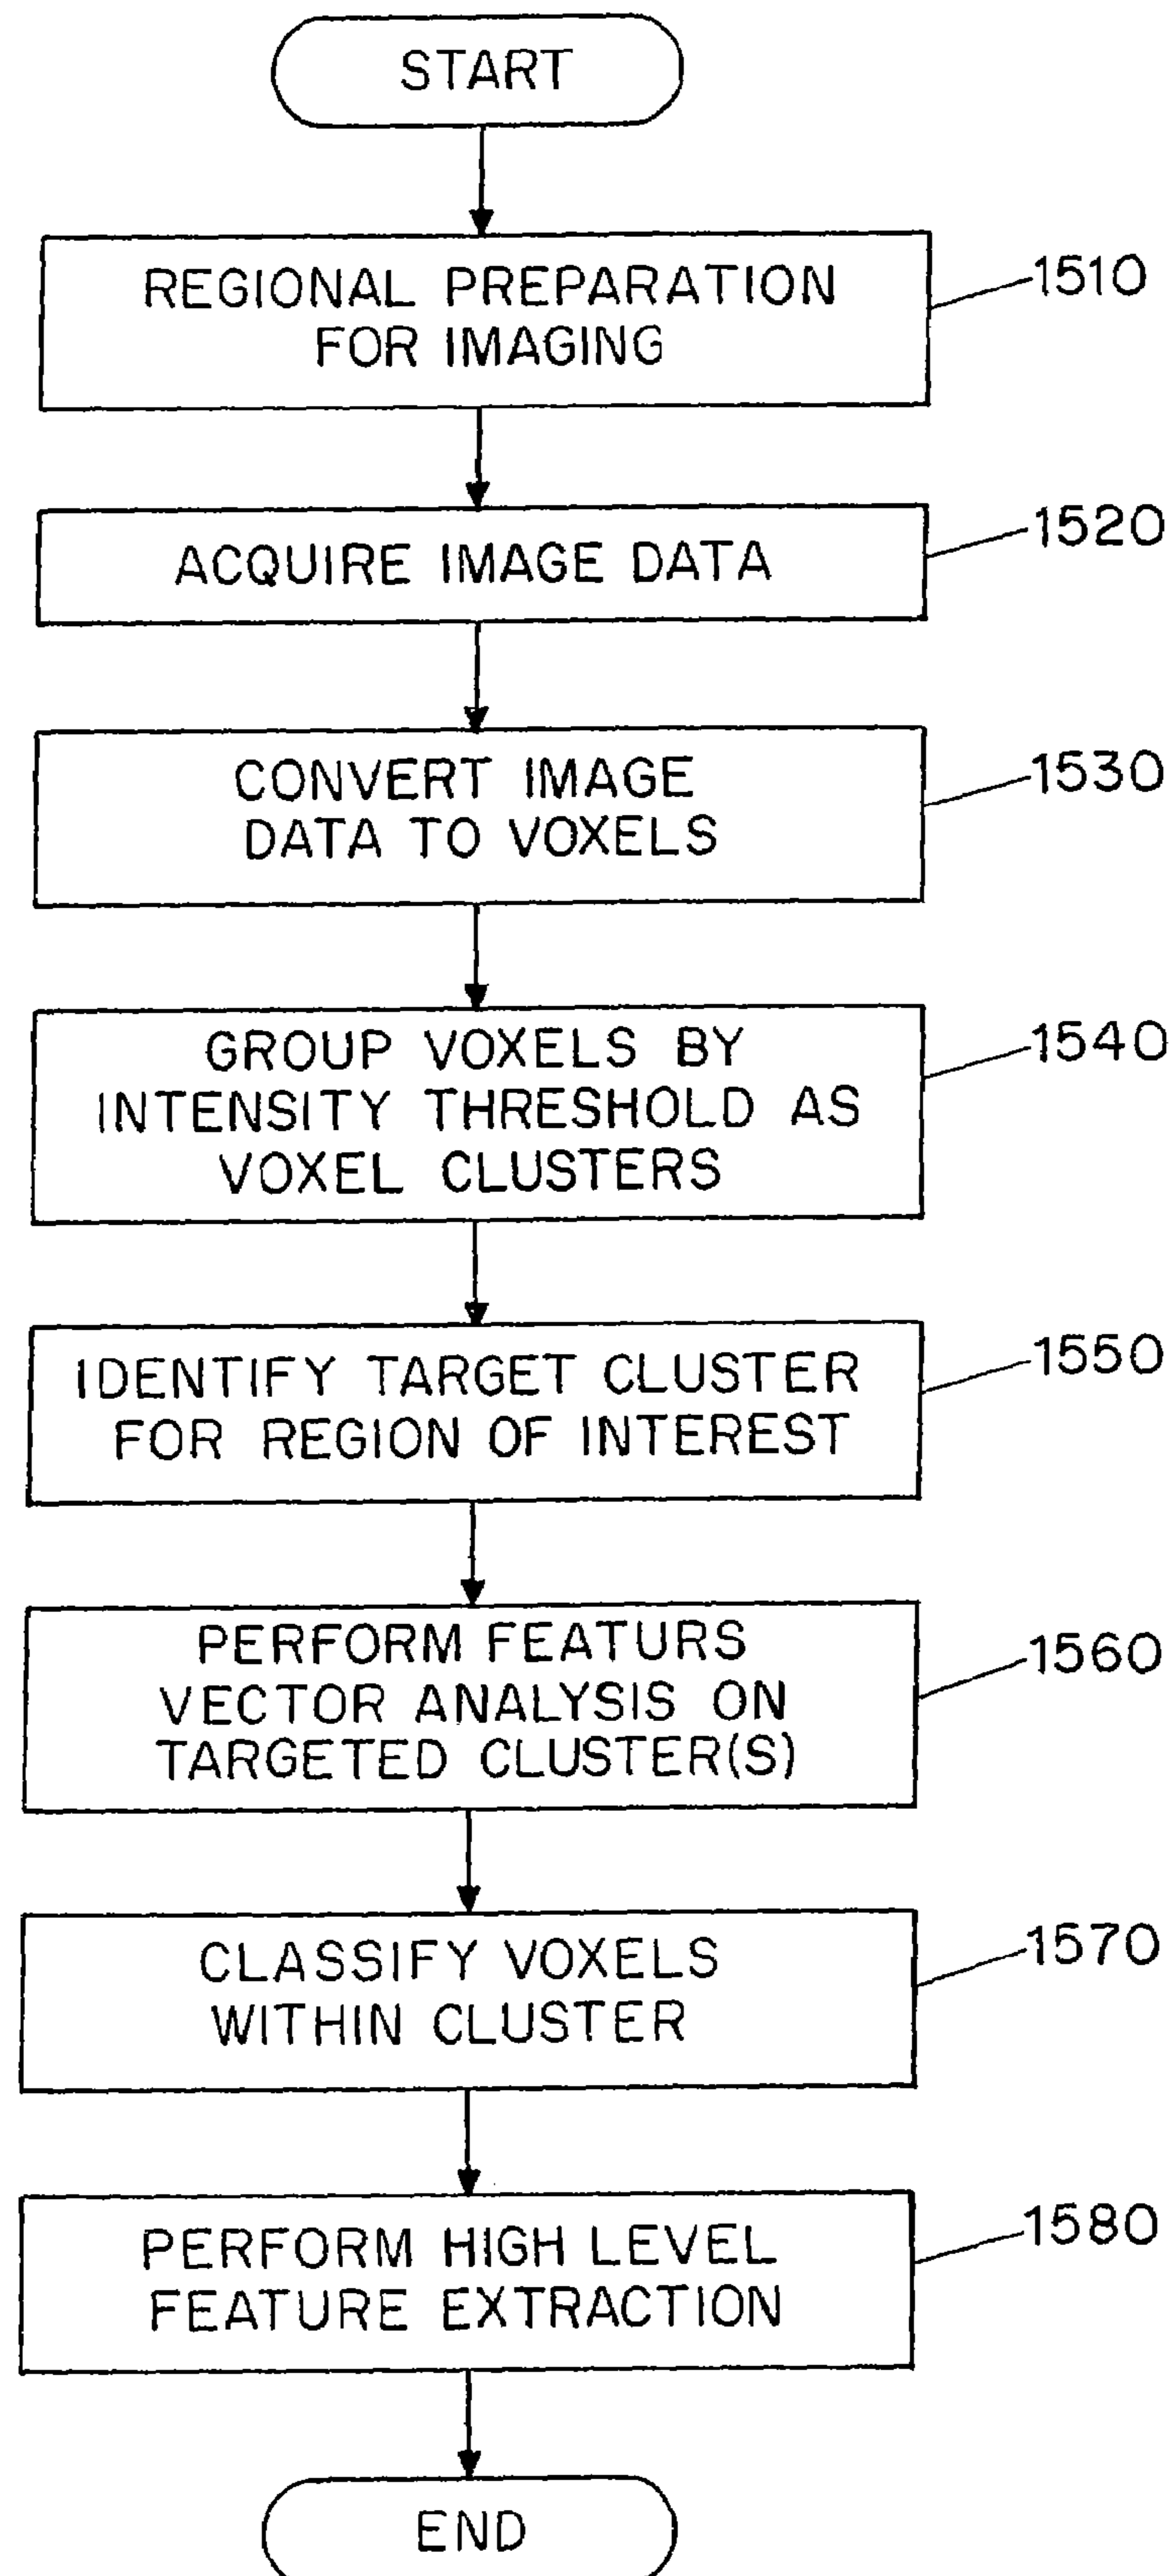 START
REGIONAL PREPARATION
FOR IMAGING
1510
ACQUIRE IMAGE DATA
1520
CONVERT IMAGE
DATA TO VOXELS
1530
GROUP VOXELS BY
INTENSITY THRESHOLD AS
VOXEL CLUSTERS
1540
IDENTIFY TARGET CLUSTER
FOR REGION OF INTEREST
1550
PERFORM FEATURS
VECTOR ANALYSIS ON
TARGETED CLUSTER(S)
1560
CLASSIFY VOXELS
WITHIN CLUSTER
1570
PERFORM HIGH LEVEL
FEATURE EXTRACTION
1580
END